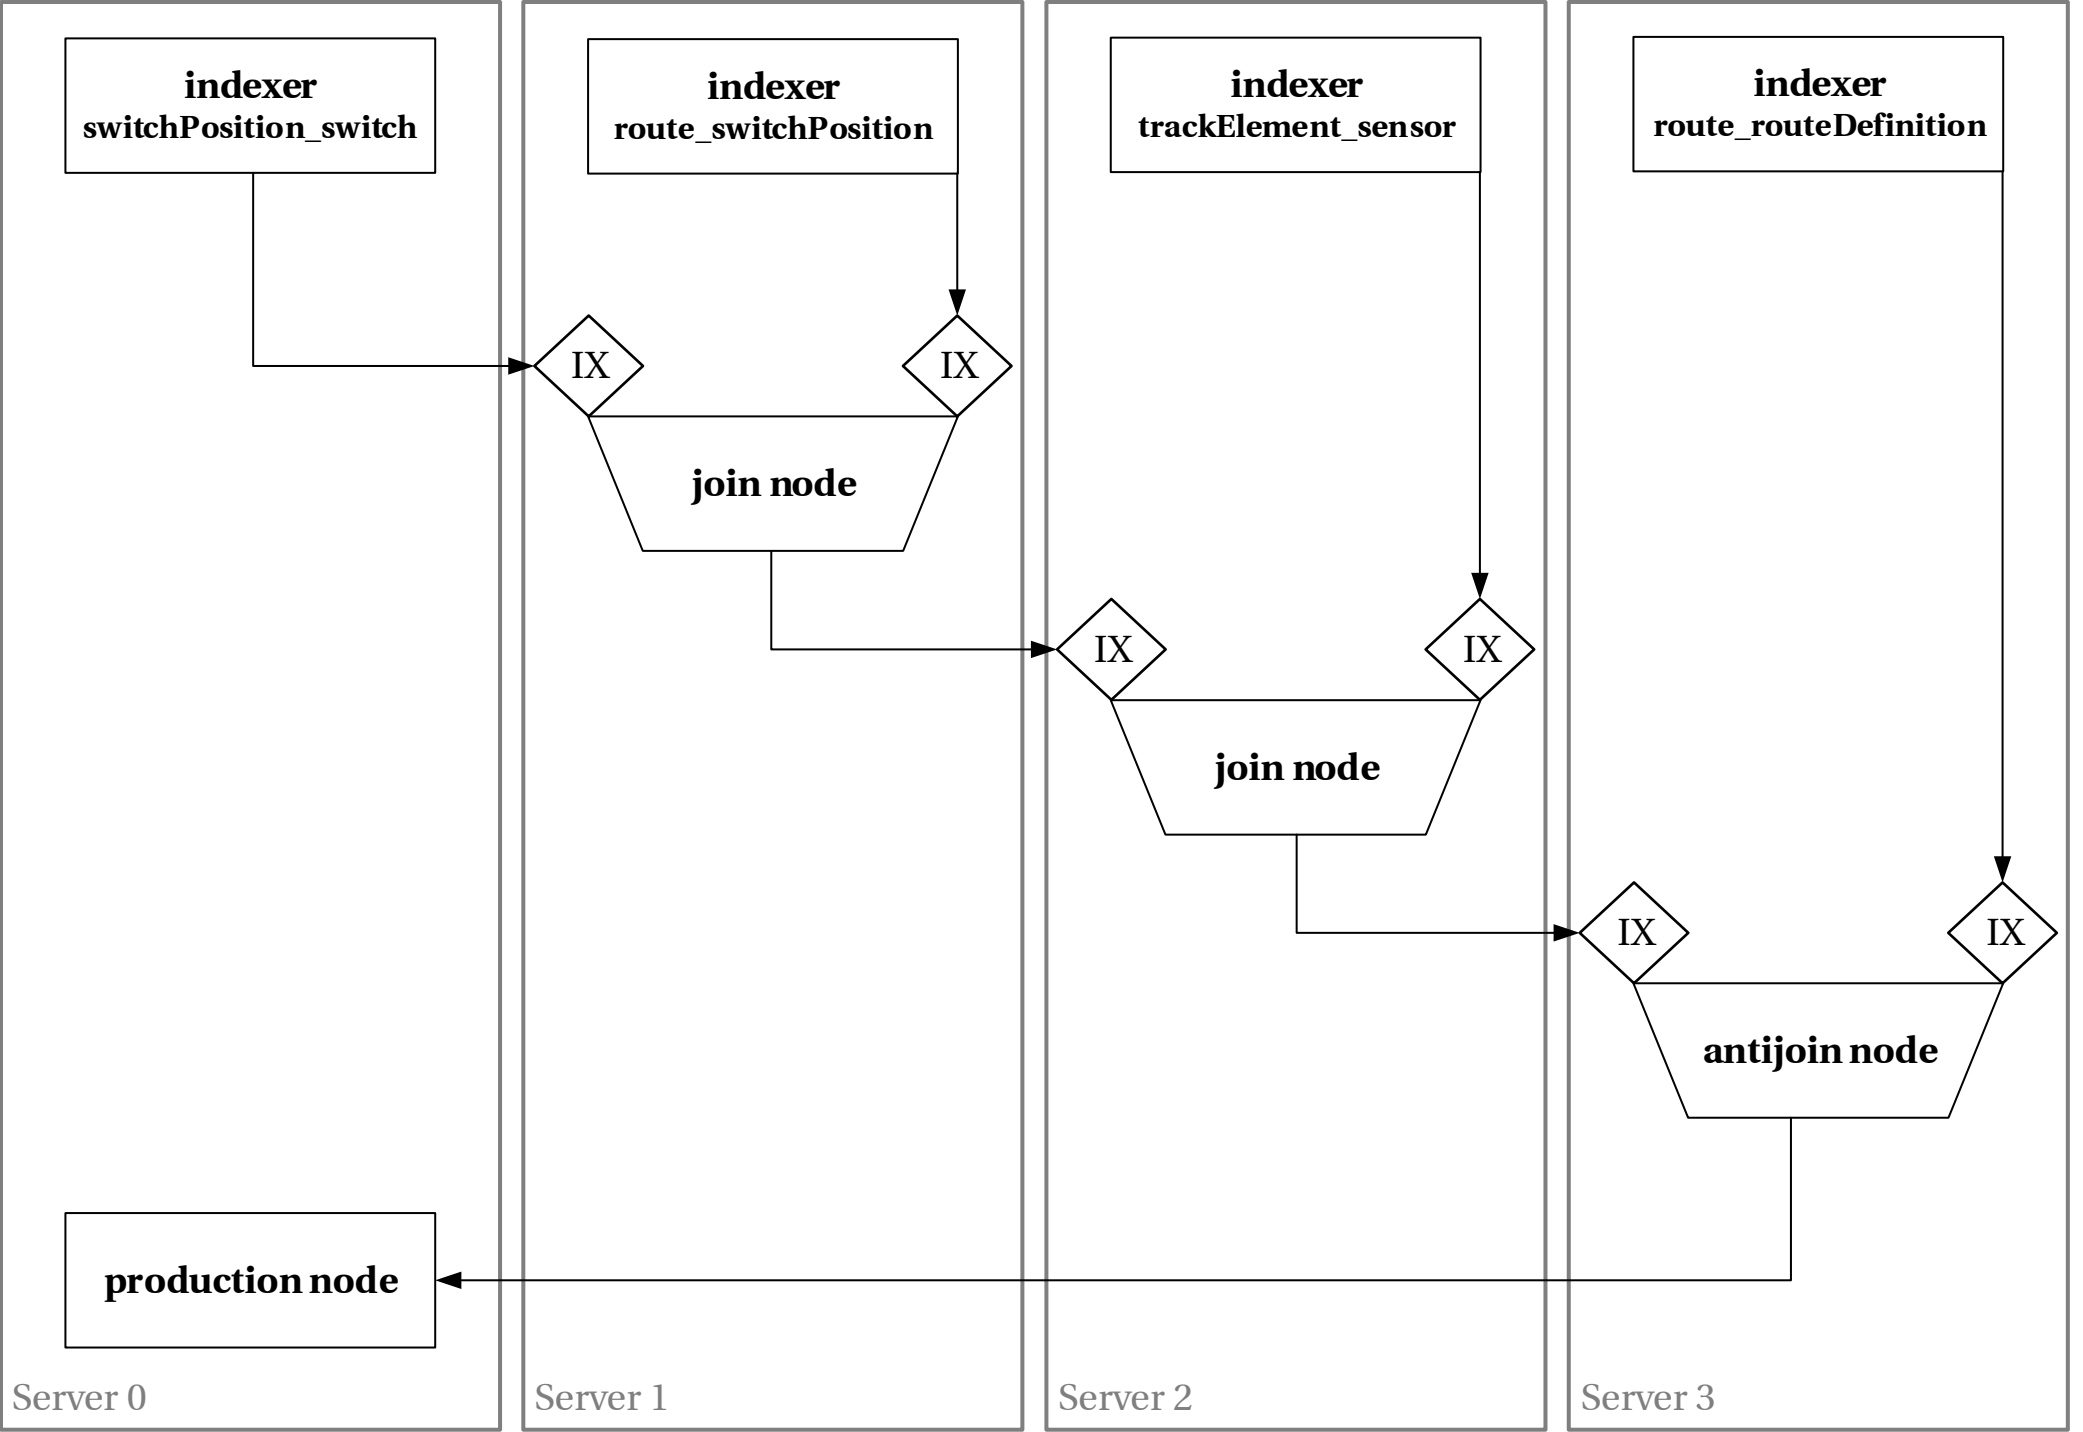 indexer
switchPosition_switch
indexer
route_switchPosition
indexer
trackElement_sensor
indexer
route_routeDefinition
IX
IX
join node
IX
IX
join node
IX
IX
antijoin node
production node
Server 0
Server 1
Server 2
Server 3